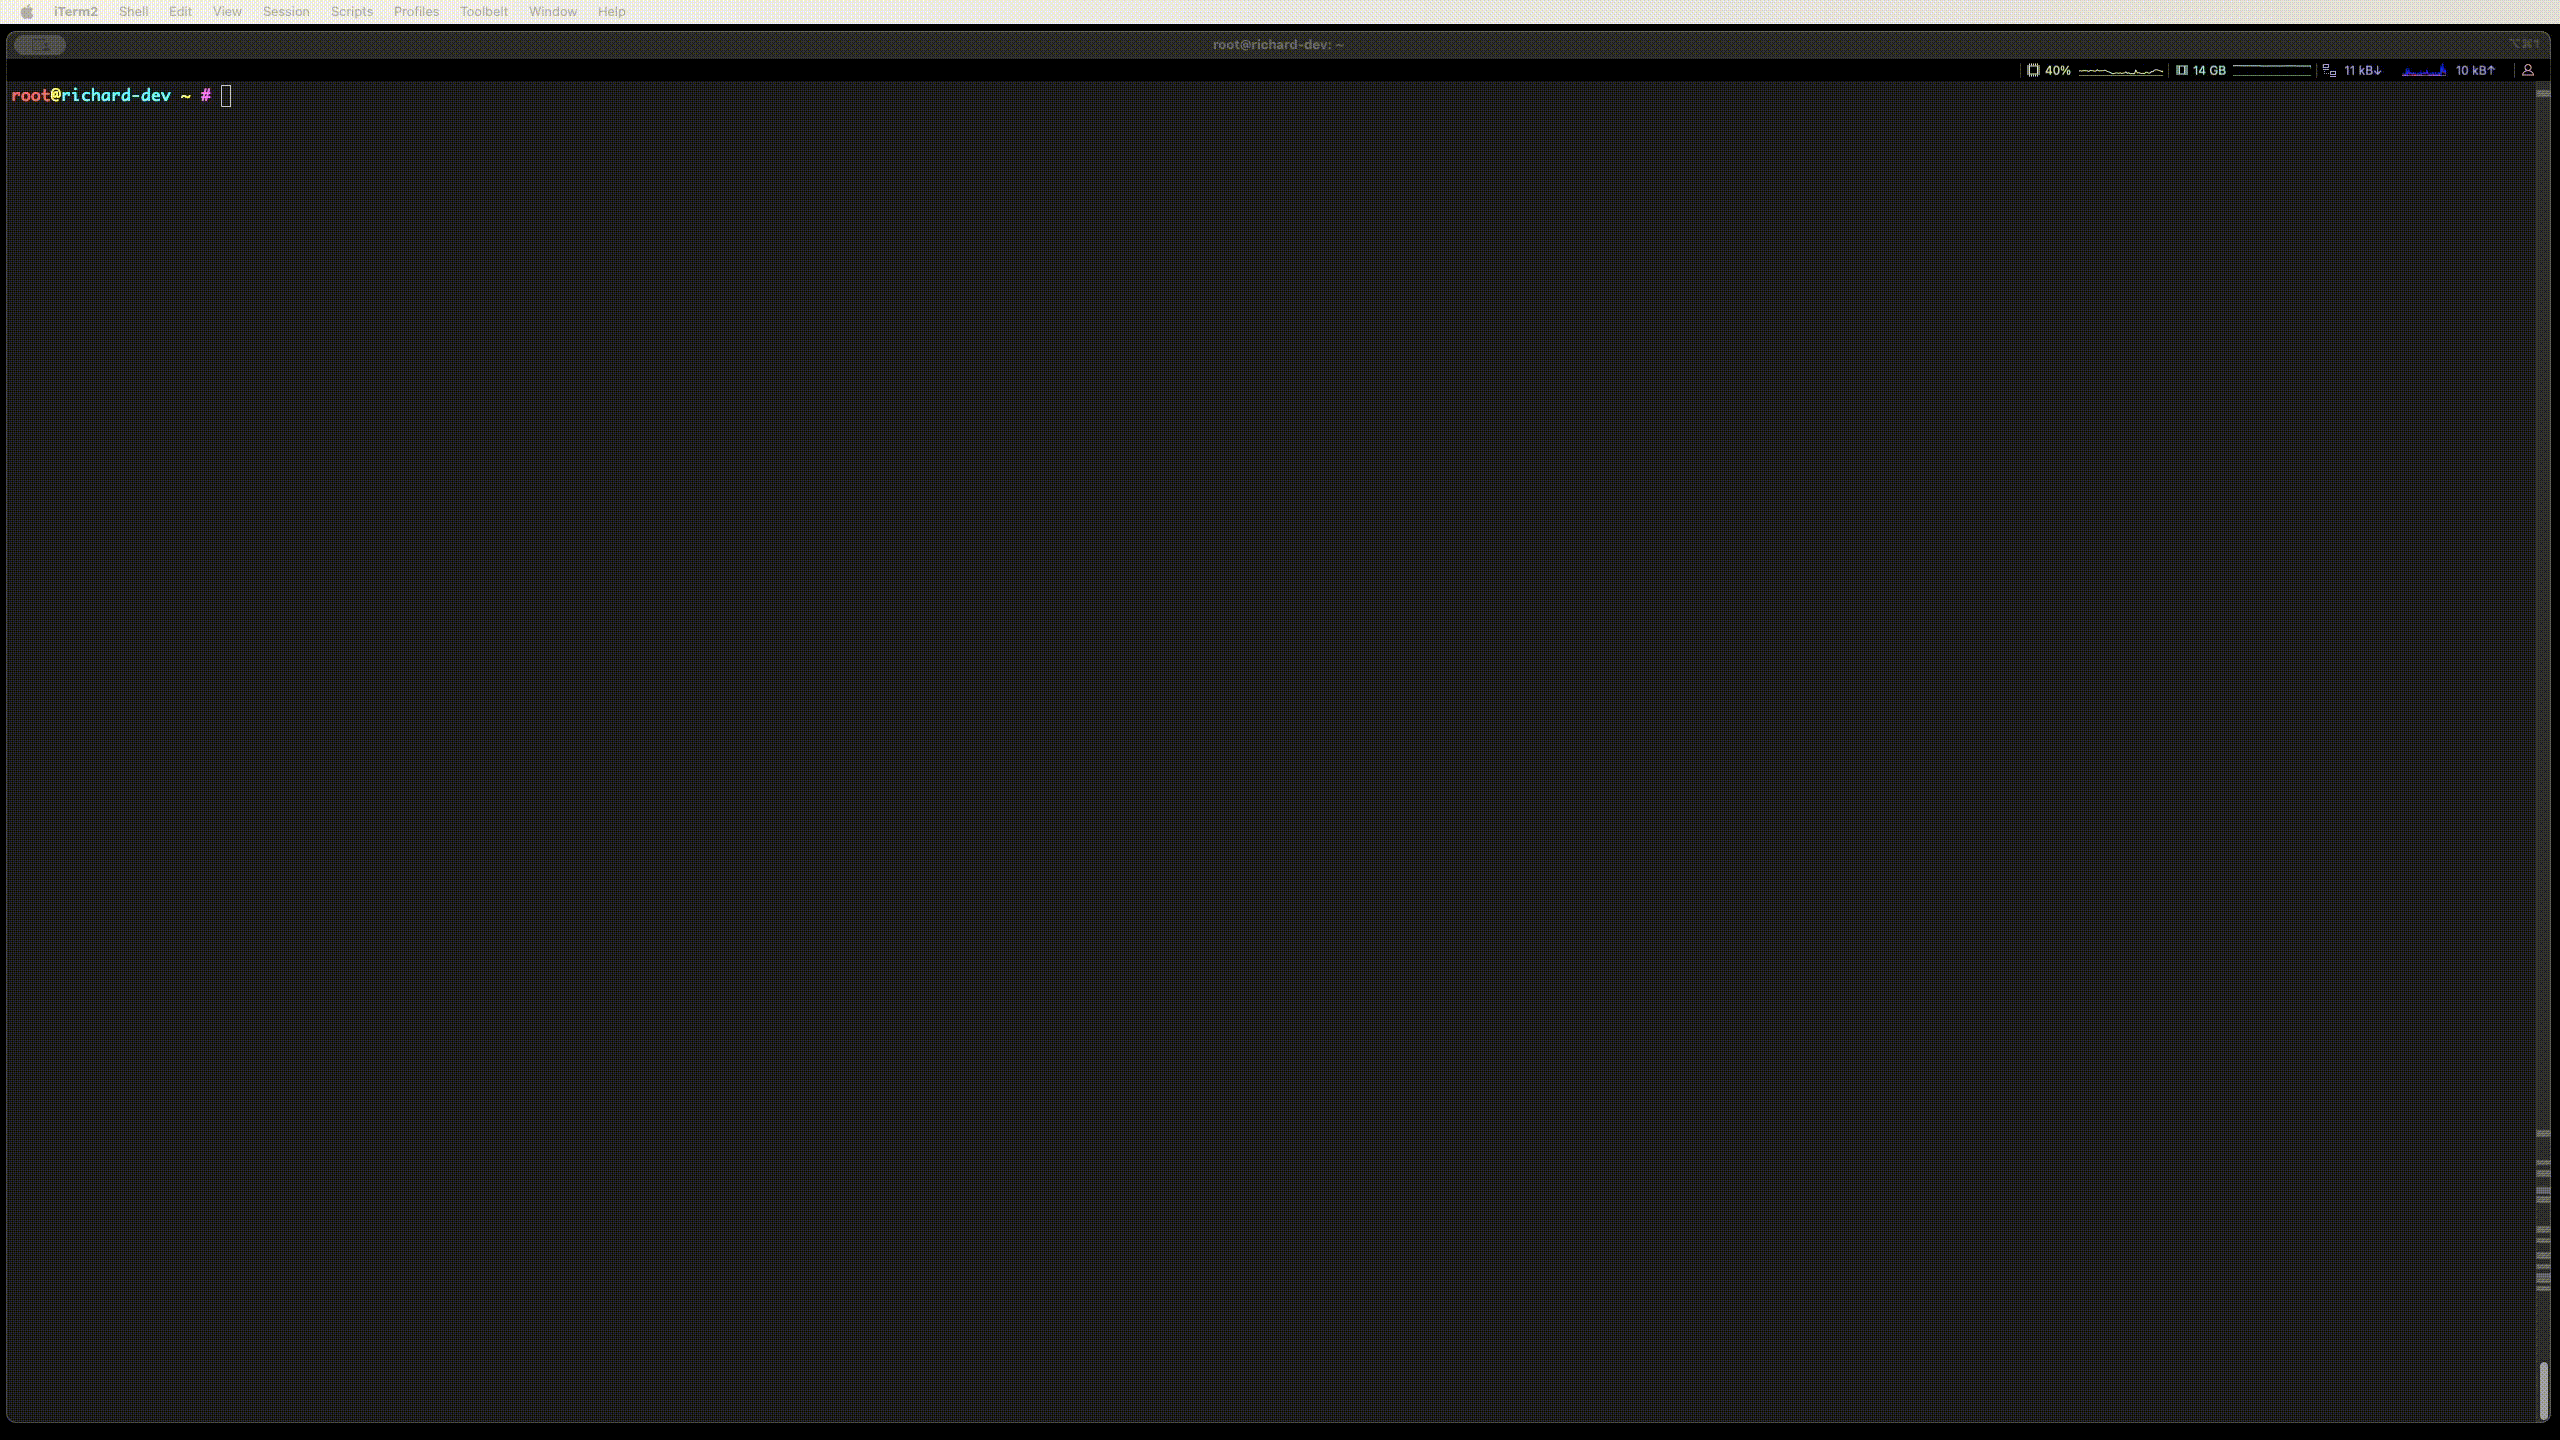 iTerm2 Shell Edit View Session Scripts Profiles Toolbelt Window Help
root@richard-dev: ~ ⌥⌘1
40% 14 GB 11 kB↓ 10 kB↑
root@richard-dev ~ #